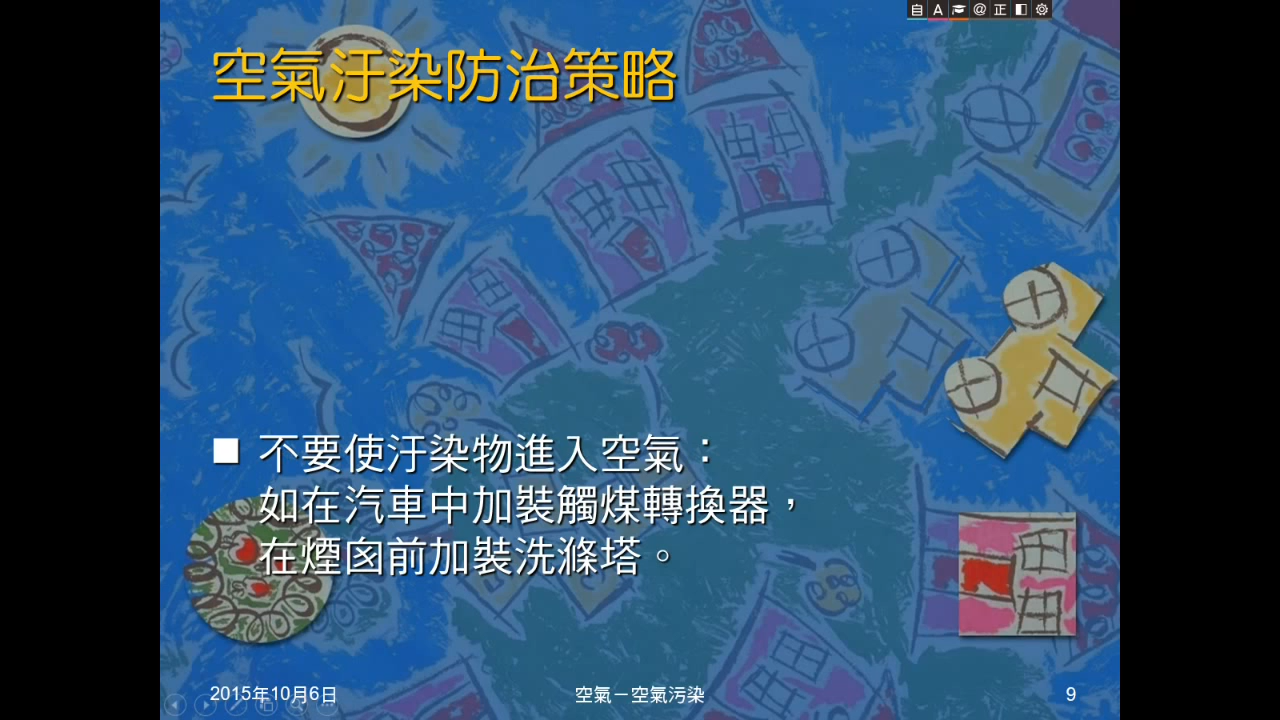 自 A @ 正
空氣汙染防治策略
■ 不要使汙染物進入空氣：
如在汽車中加裝觸煤轉換器，
在煙囪前加裝洗滌塔。
2015年10月6日
空氣－空氣污染
9